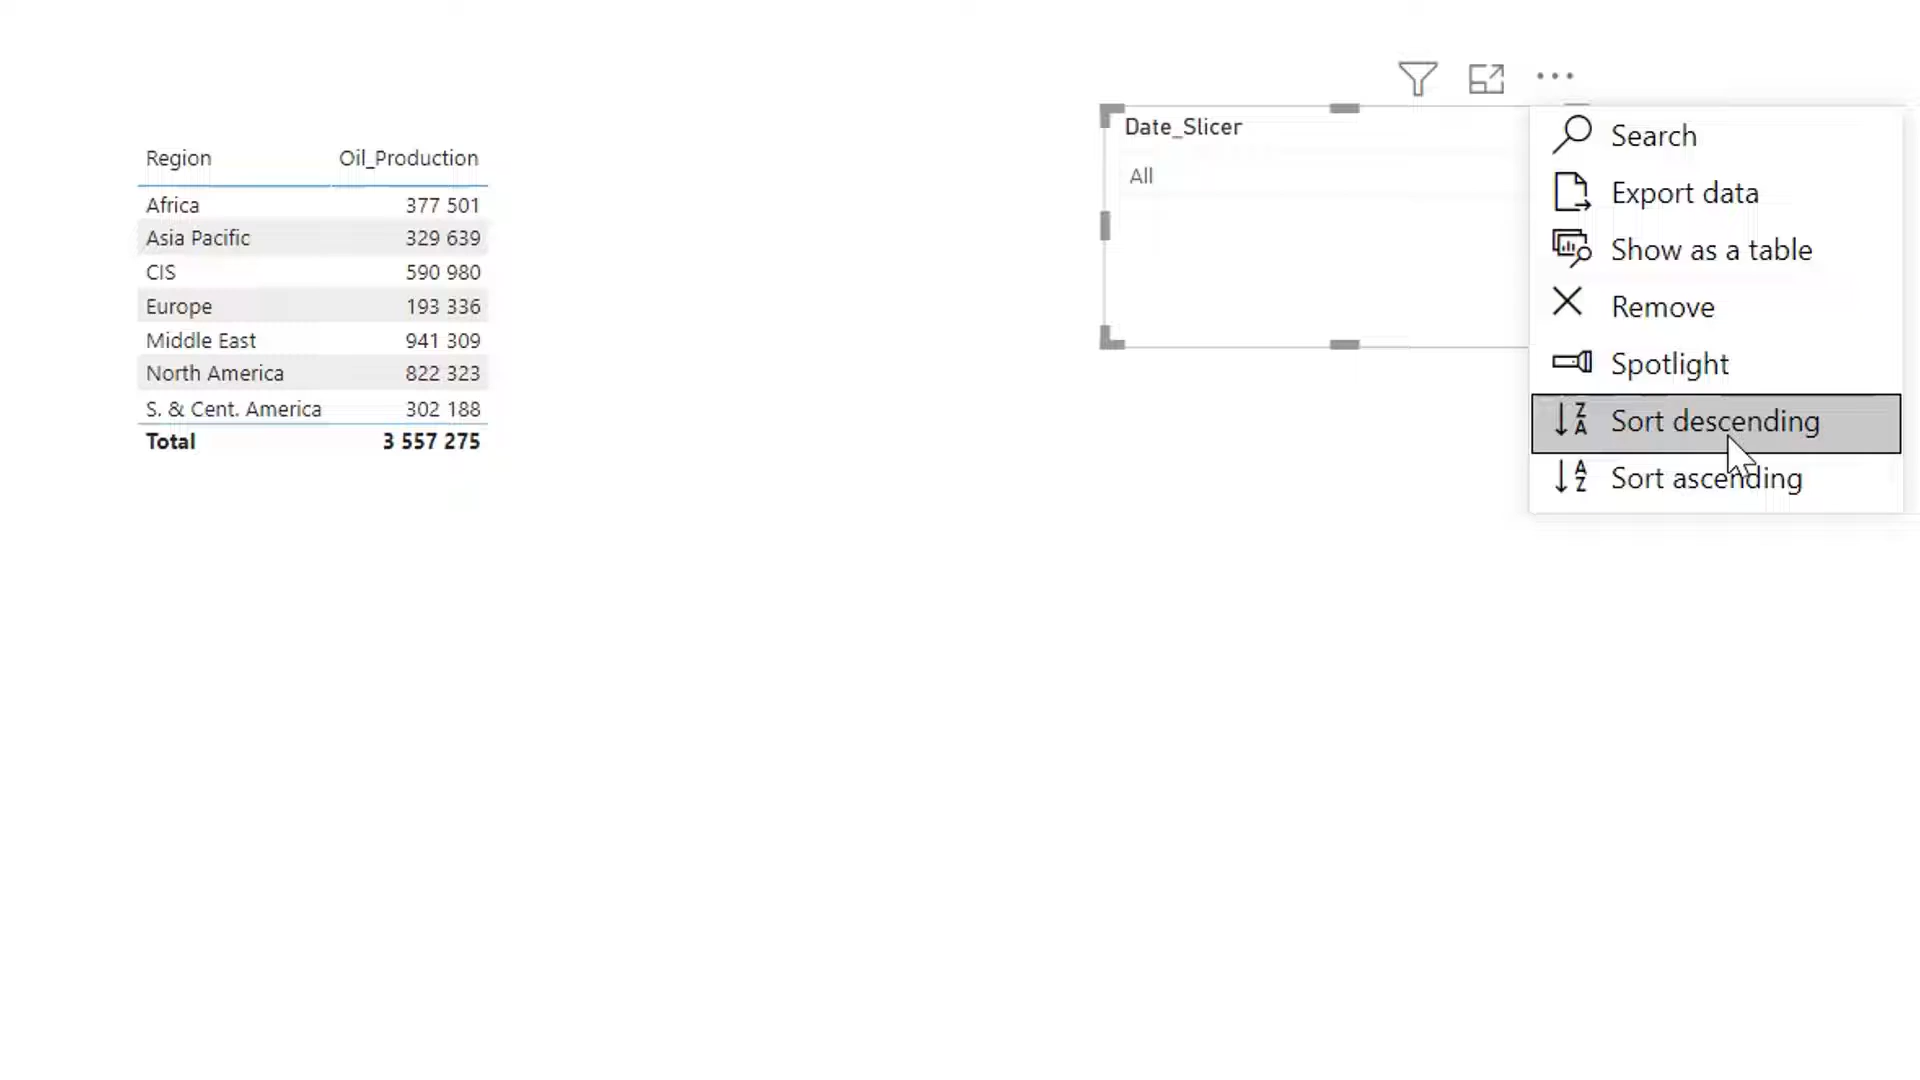 Region Oil_Production
Africa 377 501
Asia Pacific 329 639
CIS 590 980
Europe 193 336
Middle East 941 309
North America 822 323
S. & Cent. America 302 188
Total 3 557 275
Date_Slicer
All
Search
Export data
Show as a table
Remove
Spotlight
Sort descending
Sort ascending